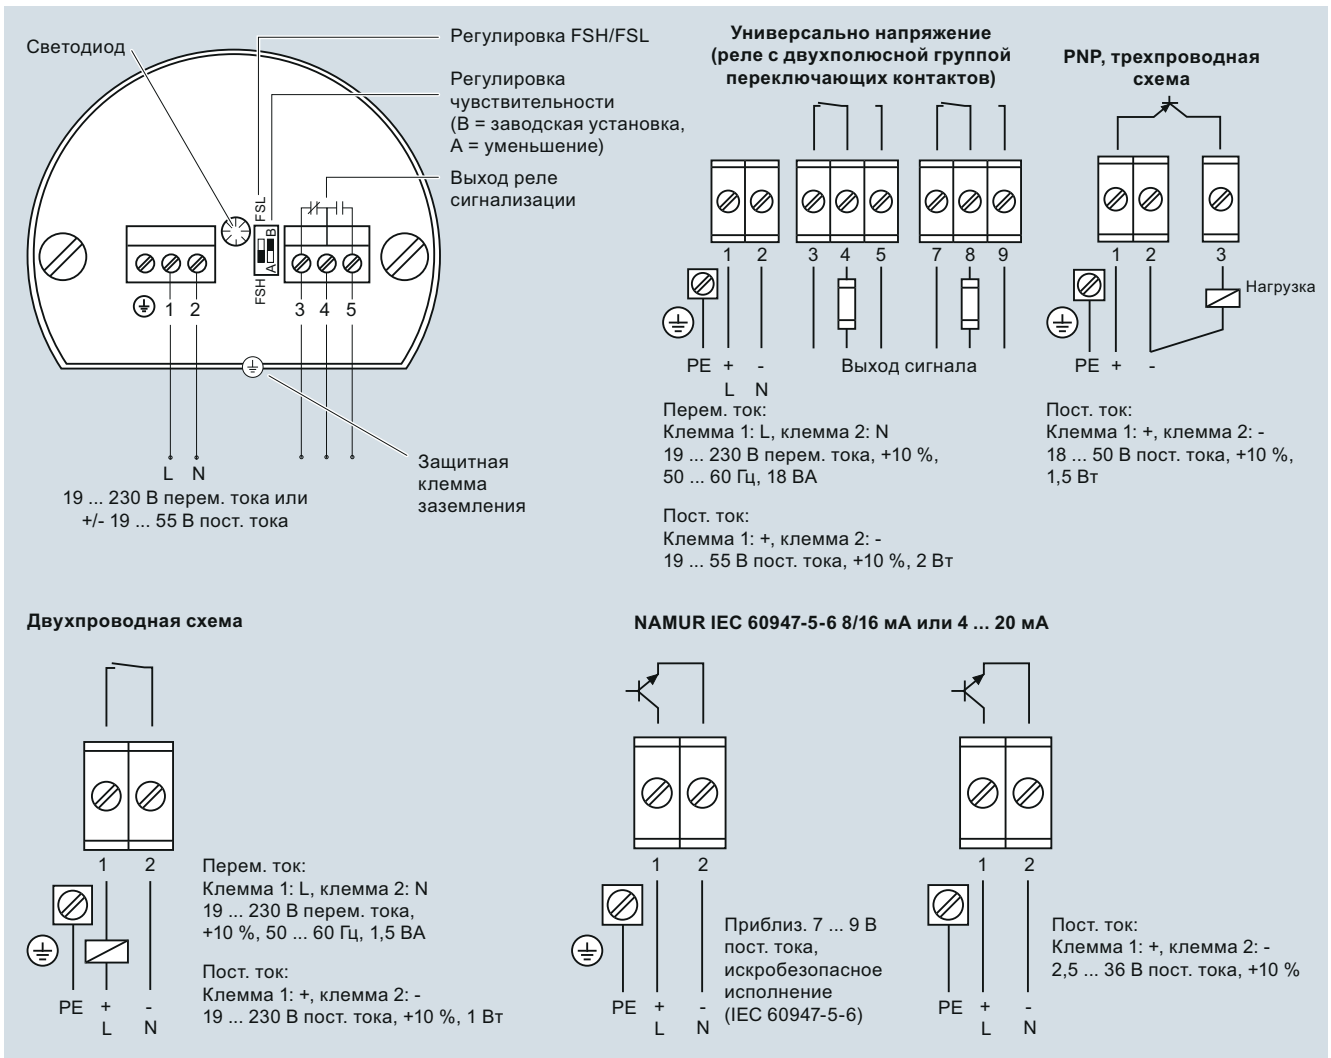 Светодиод
Регулировка FSH/FSL
Регулировка
чувствительности
(B = заводская установка,
A = уменьшение)
Выход реле
сигнализации
FSL
B
A
FSH
1 2
3 4 5
L N
19 ... 230 В перем. тока или
+/- 19 ... 55 В пост. тока
Защитная
клемма
заземления
Универсально напряжение
(реле с двухполюсной группой
переключающих контактов)
1 2 3 4 5 7 8 9
PE + -
L N
Выход сигнала
Перем. ток:
Клемма 1: L, клемма 2: N
19 ... 230 В перем. тока, +10 %,
50 ... 60 Гц, 18 ВА
Пост. ток:
Клемма 1: +, клемма 2: -
19 ... 55 В пост. тока, +10 %, 2 Вт
PNP, трехпроводная
схема
1 2 3
Нагрузка
PE + -
Пост. ток:
Клемма 1: +, клемма 2: -
18 ... 50 В пост. тока, +10 %,
1,5 Вт
Двухпроводная схема
1 2
PE + -
L N
Перем. ток:
Клемма 1: L, клемма 2: N
19 ... 230 В перем. тока,
+10 %, 50 ... 60 Гц, 1,5 ВА
Пост. ток:
Клемма 1: +, клемма 2: -
19 ... 230 В пост. тока, +10 %, 1 Вт
NAMUR IEC 60947-5-6 8/16 мА или 4 ... 20 мА
1 2
PE + -
L N
Приблиз. 7 ... 9 В
пост. тока,
искробезопасное
исполнение
(IEC 60947-5-6)
1 2
PE + -
L N
Пост. ток:
Клемма 1: +, клемма 2: -
2,5 ... 36 В пост. тока, +10 %